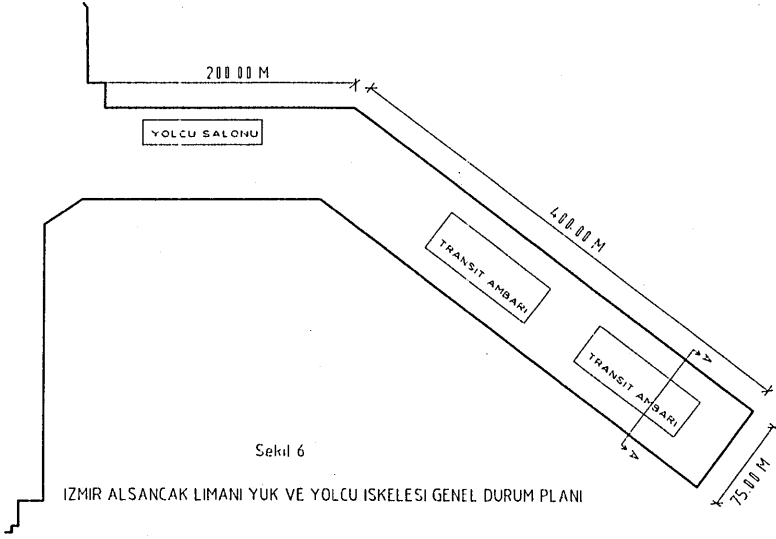 200.00 M
YOLCU SALONU
400.00 M
TRANSIT AMBARI
A
TRANSIT AMBARI
A
75.00 M
Sekil 6
IZMIR ALSANCAK LIMANI YUK VE YOLCU ISKELESI GENEL DURUM PLANI